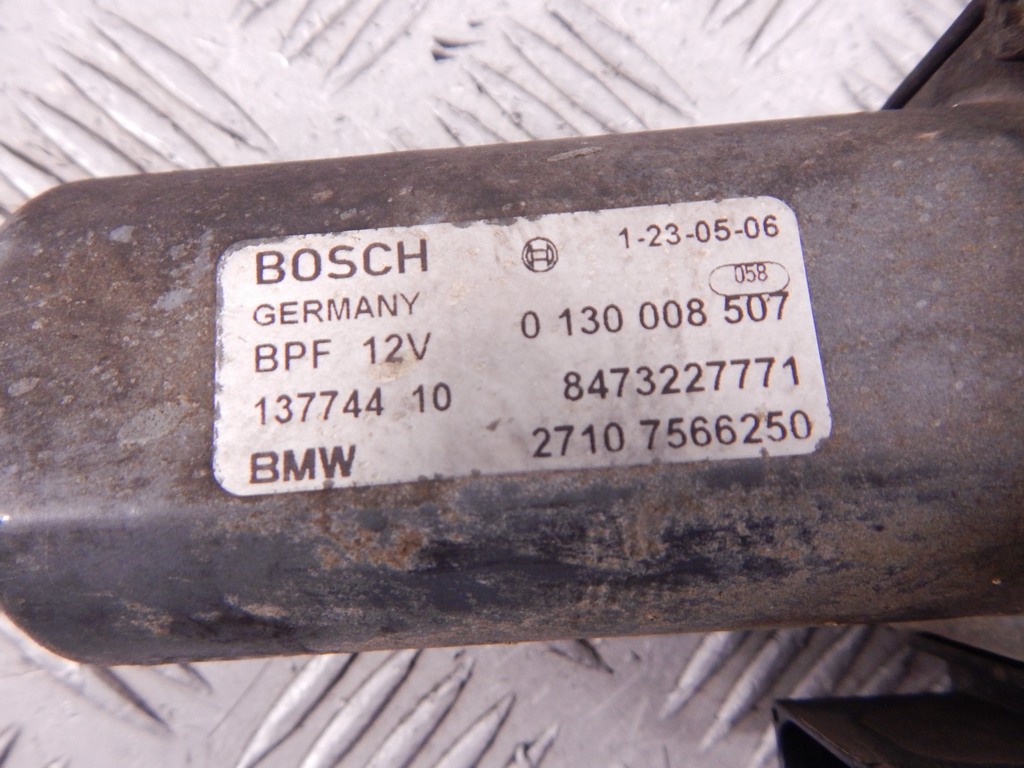 BOSCH 1-23-05-06
058
GERMANY 0 130 008 507
BPF 12V
137744 10 8473227771
BMW 2710 7566250